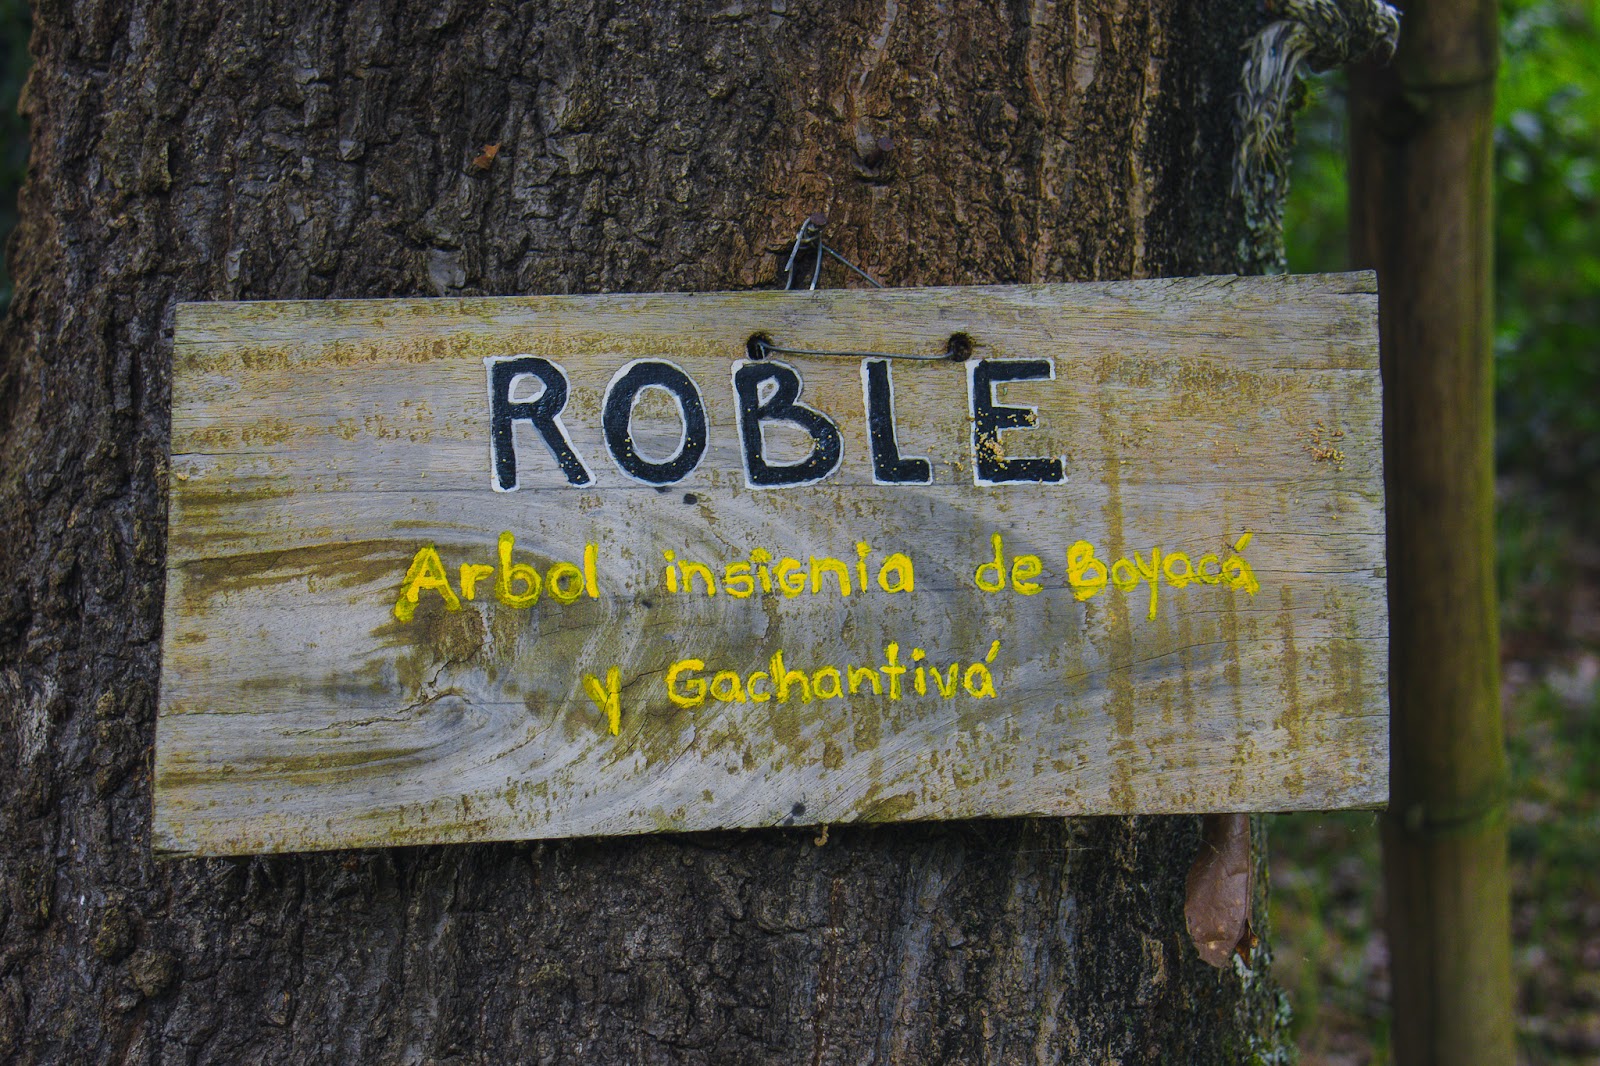 ROBLE
Arbol insignia de Boyacá
y Gachantivá